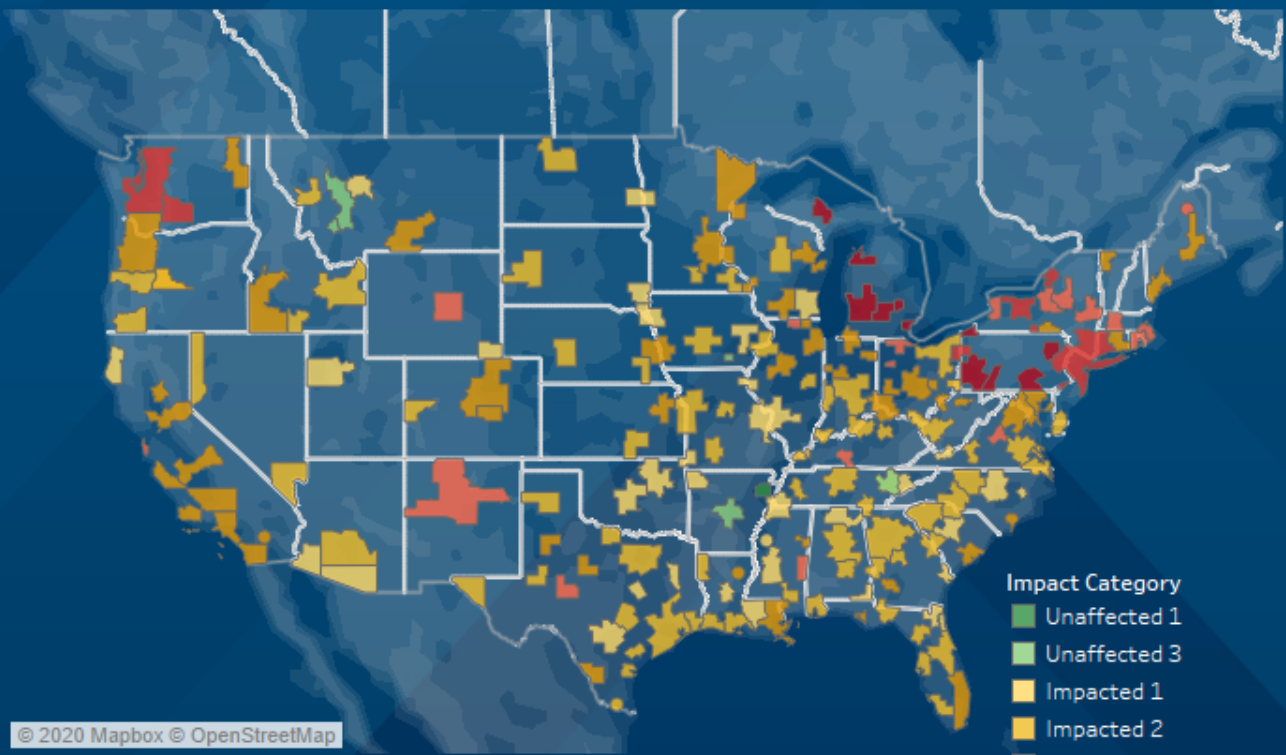 Impact Category
Unaffected 1
Unaffected 3
Impacted 1
Impacted 2
© 2020 Mapbox © OpenStreetMap